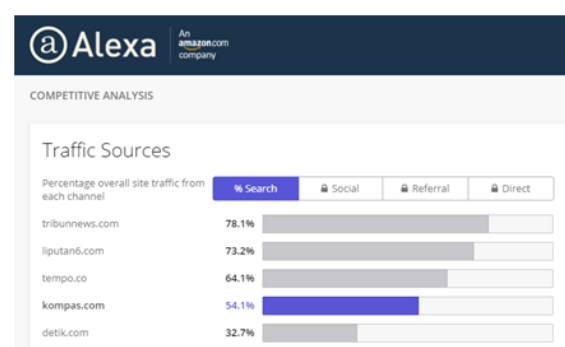 a Alexa
An
amazon.com
company
COMPETITIVE ANALYSIS
Traffic Sources
Percentage overall site traffic from
each channel
% Search Social Referral Direct
tribunnews.com 78.1%
liputan6.com 73.2%
tempo.co 64.1%
kompas.com 54.1%
detik.com 32.7%